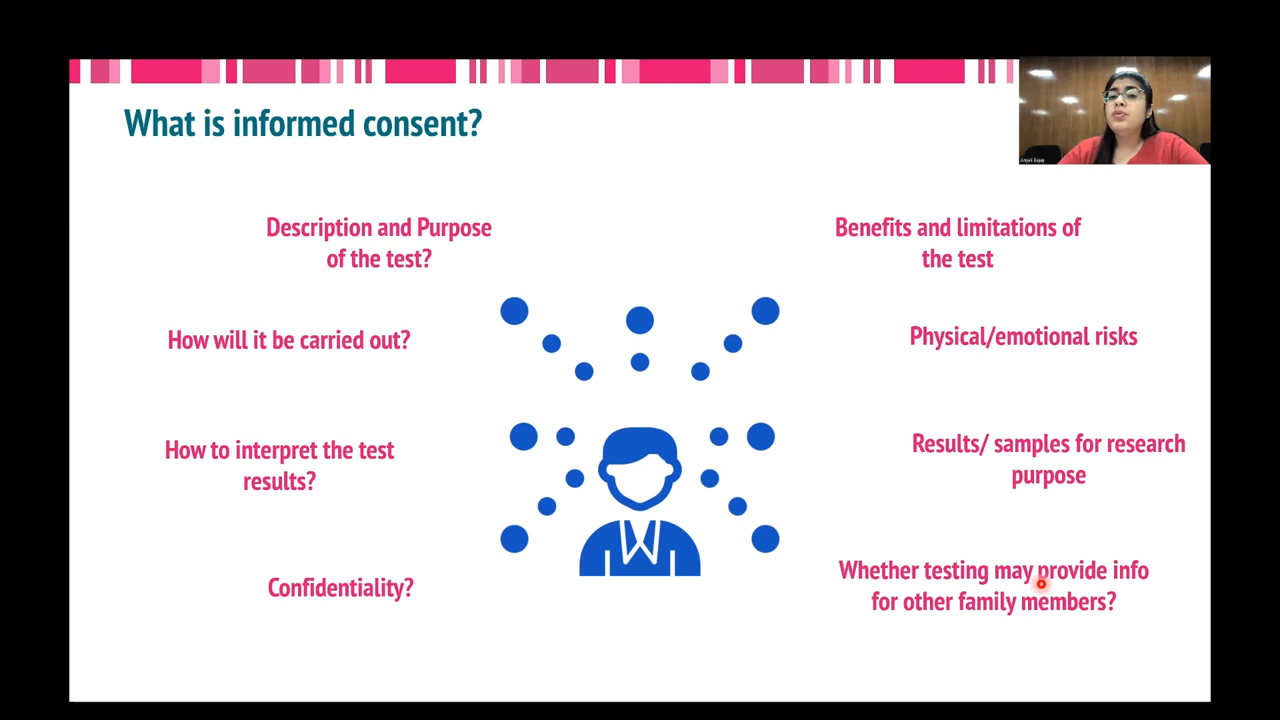 What is informed consent?
Anjali Bajaj
Description and Purpose
of the test?
Benefits and limitations of
the test
How will it be carried out?
Physical/emotional risks
How to interpret the test
results?
Results/ samples for research
purpose
Confidentiality?
Whether testing may provide info
for other family members?